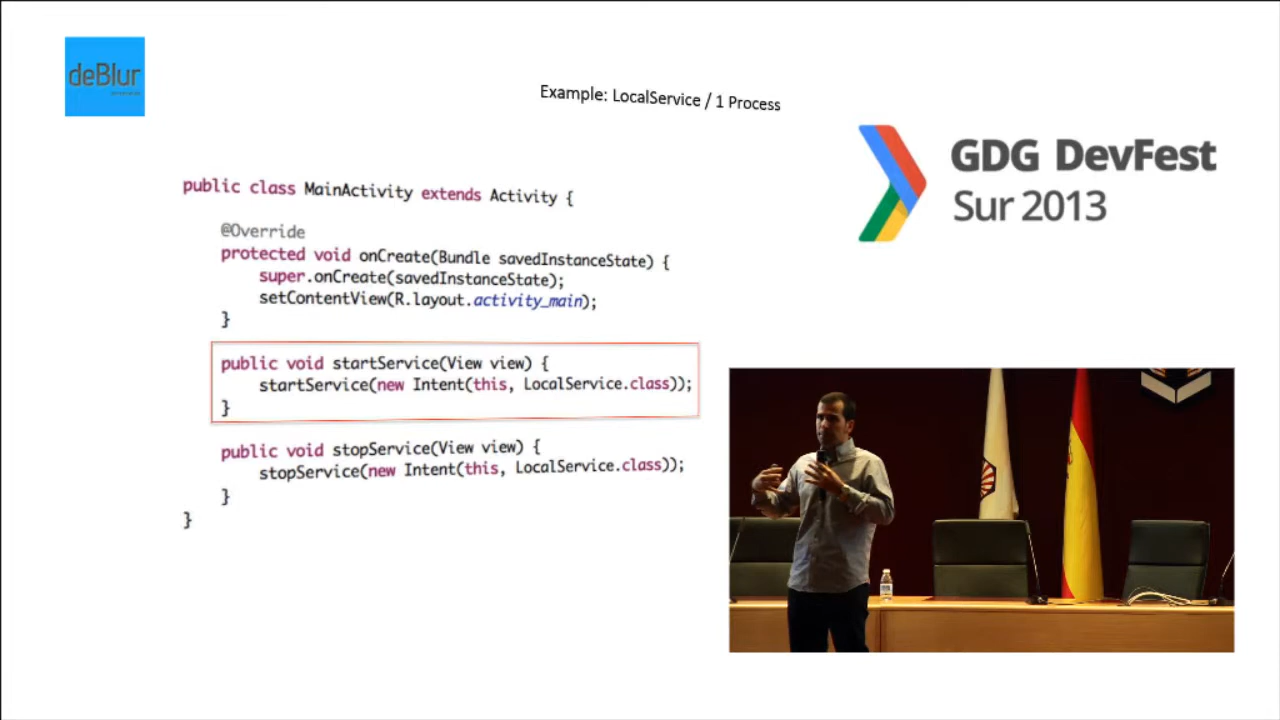 deBlur
Example: LocalService / 1 Process
GDG DevFest
Sur 2013
public class MainActivity extends Activity {
@Override
protected void onCreate(Bundle savedInstanceState) {
super.onCreate(savedInstanceState);
setContentView(R.layout.activity_main);
}
public void startService(View view) {
startService(new Intent(this, LocalService.class));
}
public void stopService(View view) {
stopService(new Intent(this, LocalService.class));
}
}